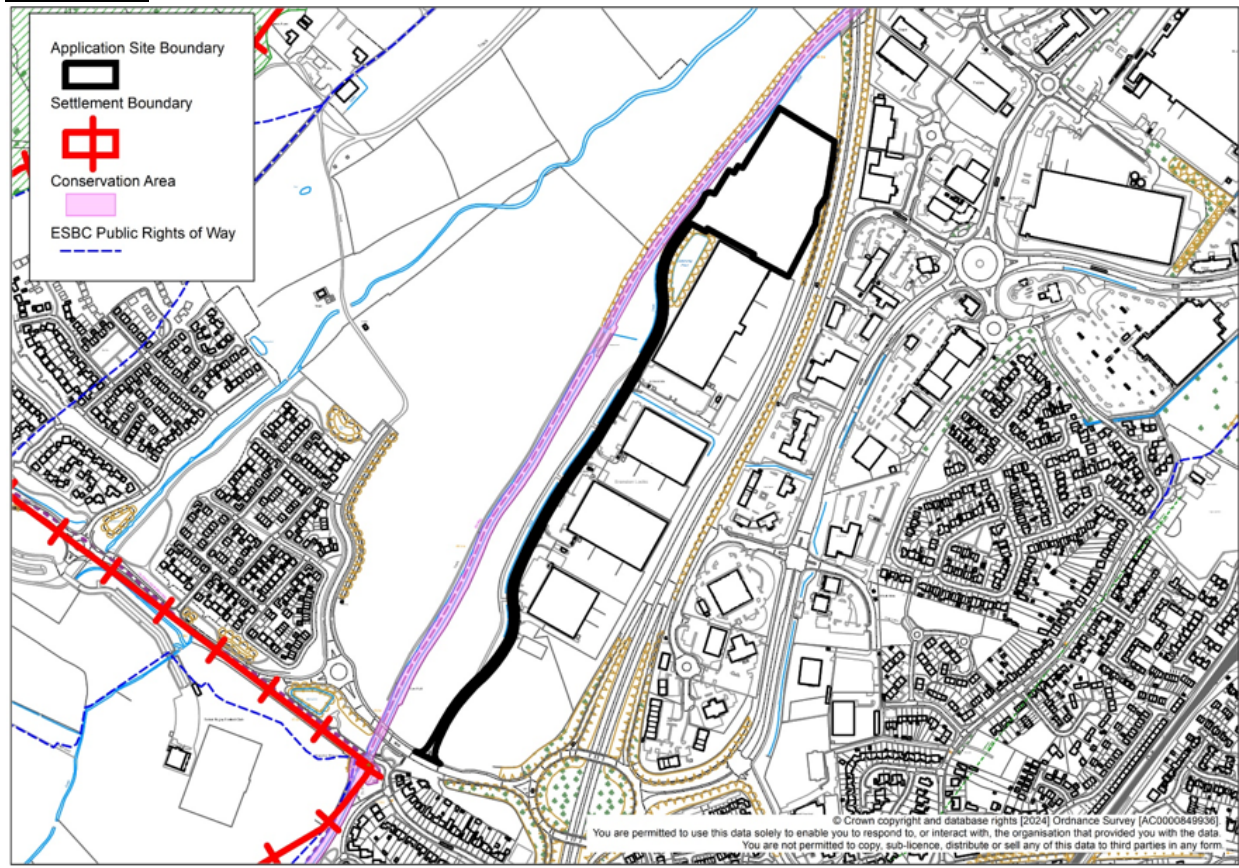 Application Site Boundary
Settlement Boundary
Conservation Area
ESBC Public Rights of Way
© Crown copyright and database rights [2024] Ordnance Survey [AC0000849936].
You are permitted to use this data solely to enable you to respond to, or interact with, the organisation that provided you with the data.
You are not permitted to copy, sub-licence, distribute or sell any of this data to third parties in any form.